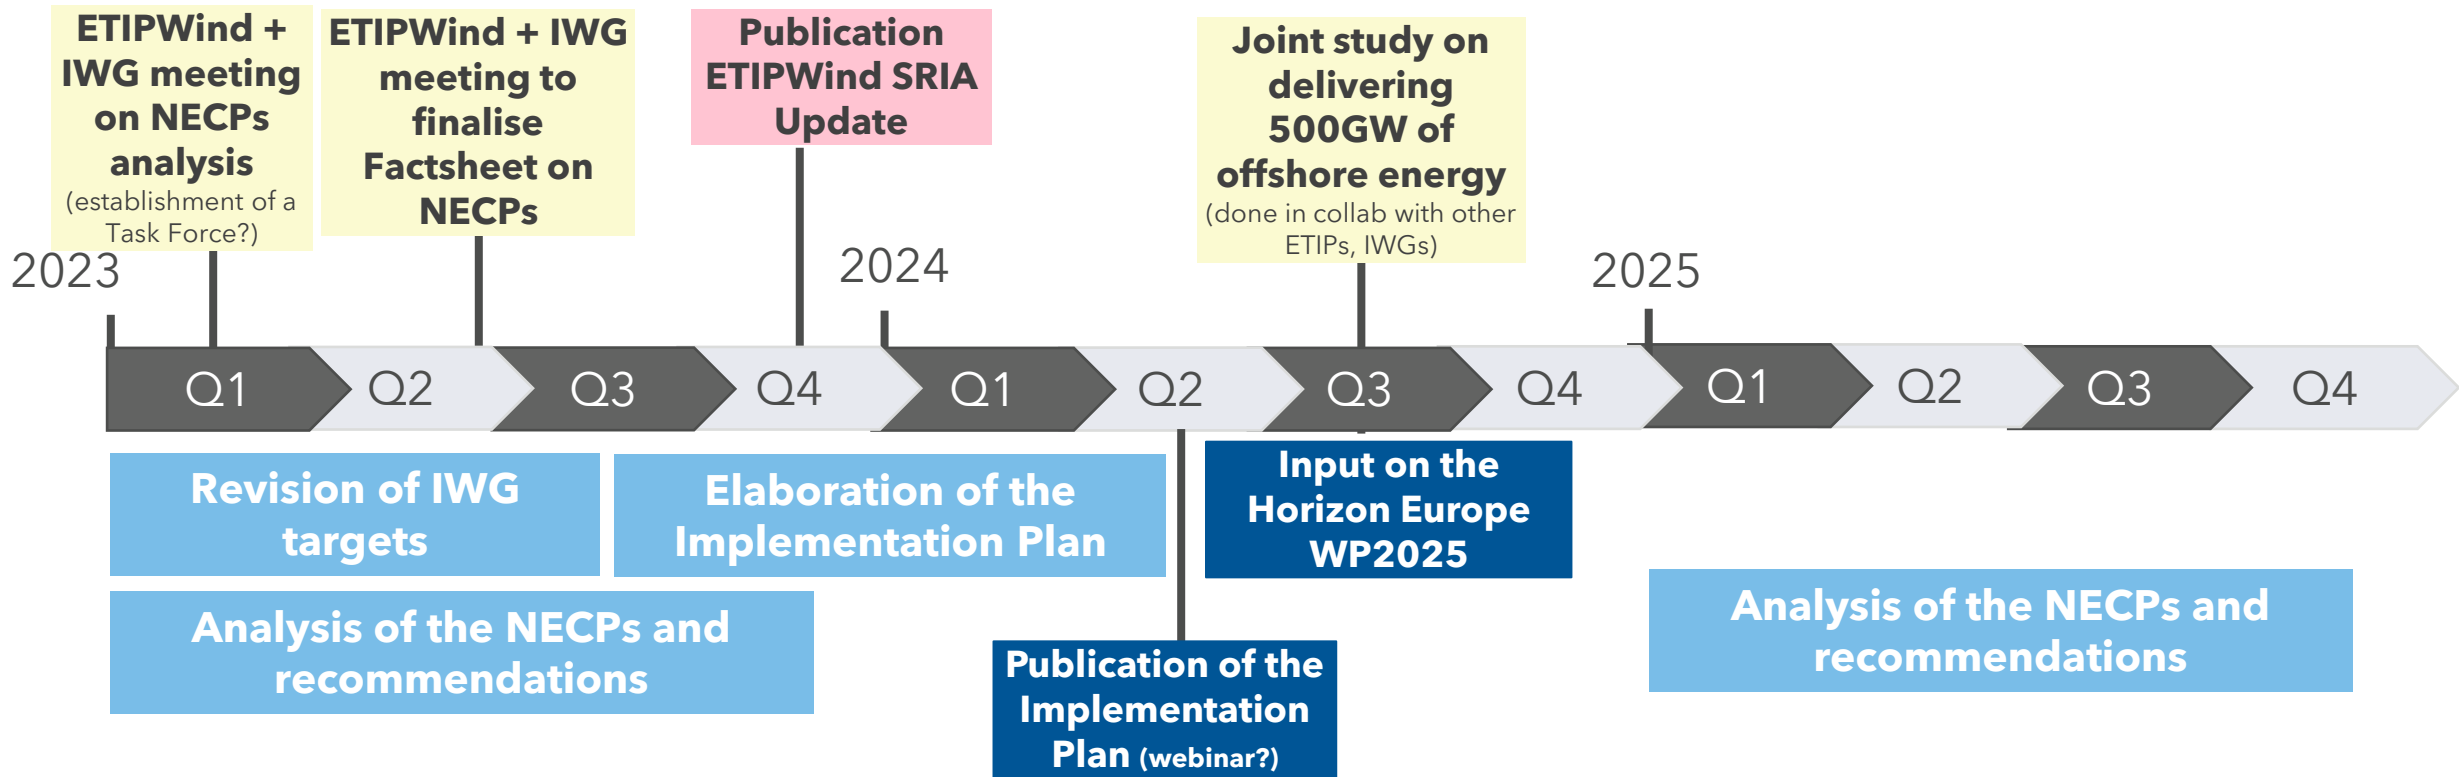 ETIPWind +
IWG meeting
on NECPs
analysis
(establishment of a
Task Force?)
ETIPWind + IWG
meeting to
finalise
Factsheet on
NECPs
Publication
ETIPWind SRIA
Update
Joint study on
delivering
500GW of
offshore energy
(done in collab with other
ETIPs, IWGs)
2023
2024
2025
Q1
Q2
Q3
Q4
Q1
Q2
Q3
Q4
Q1
Q2
Q3
Q4
Revision of IWG
targets
Elaboration of the
Implementation Plan
Input on the
Horizon Europe
WP2025
Analysis of the NECPs and
recommendations
Publication of the
Implementation
Plan (webinar?)
Analysis of the NECPs and
recommendations